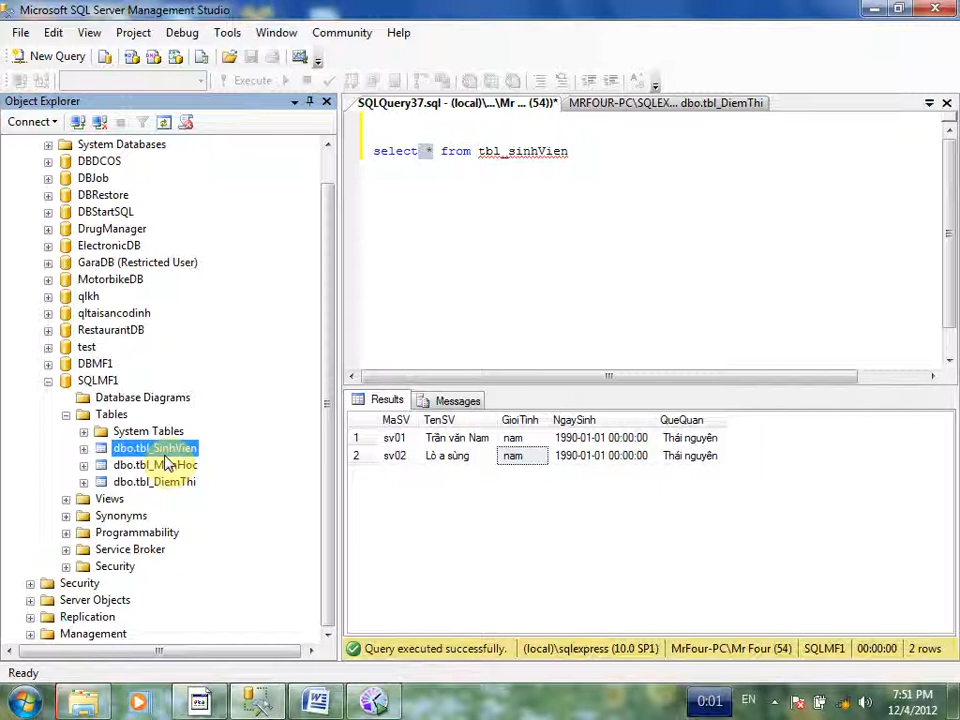 Microsoft SQL Server Management Studio
File Edit View Project Debug Tools Window Community Help
New Query
Execute
Object Explorer
SQLQuery37.sql - (local)\...\Mr ... (54))* MRFOUR-PC\SQLEX... dbo.tbl_DiemThi
Connect
System Databases
DBDCOS
DBJob
DBRestore
DBStartSQL
DrugManager
ElectronicDB
GaraDB (Restricted User)
MotorbikeDB
qlkh
qltaisancodinh
RestaurantDB
test
DBMF1
SQLMF1
Database Diagrams
Tables
System Tables
dbo.tbl_SinhVien
dbo.tbl_MonHoc
dbo.tbl_DiemThi
Views
Synonyms
Programmability
Service Broker
Security
Security
Server Objects
Replication
Management
select * from tbl_sinhVien
Results Messages
MaSV TenSV GioiTinh NgaySinh QueQuan
1 sv01 Trần văn Nam nam 1990-01-01 00:00:00 Thái nguyên
2 sv02 Lò a sùng nam 1990-01-01 00:00:00 Thái nguyên
Query executed successfully. (local)\sqlexpress (10.0 SP1) MrFour-PC\Mr Four (54) SQLMF1 00:00:00 2 rows
Ready
0:01 EN 7:51 PM
12/4/2012